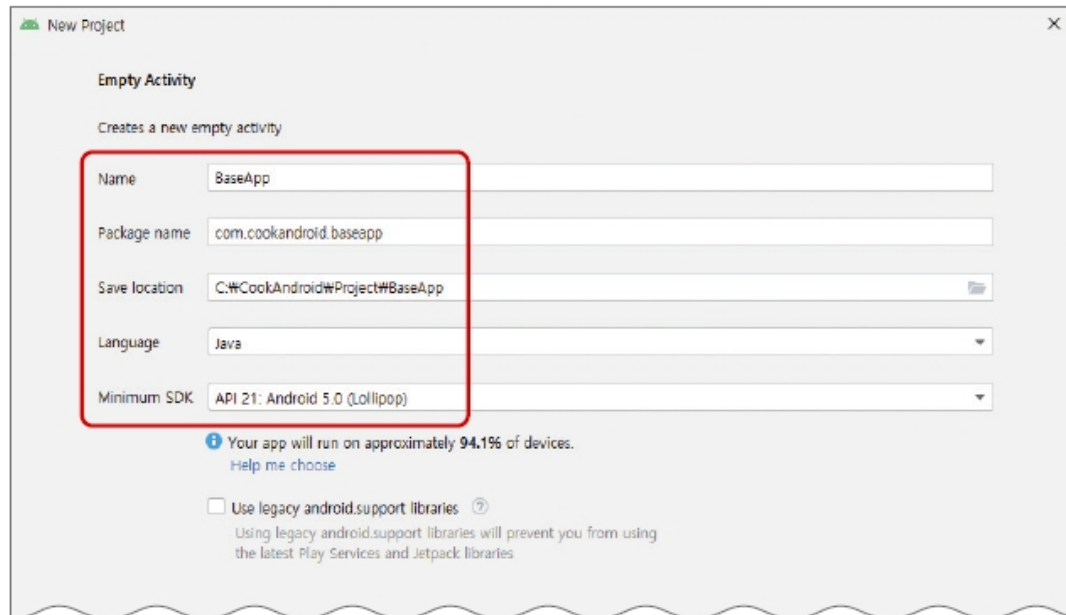 New Project
Empty Activity
Creates a new empty activity
Name BaseApp
Package name com.cookandroid.baseapp
Save location C:₩CookAndroid₩Project₩BaseApp
Language Java
Minimum SDK API 21: Android 5.0 (Lollipop)
Your app will run on approximately 94.1% of devices.
Help me choose
Use legacy android.support libraries ?
Using legacy android.support libraries will prevent you from using
the latest Play Services and Jetpack libraries